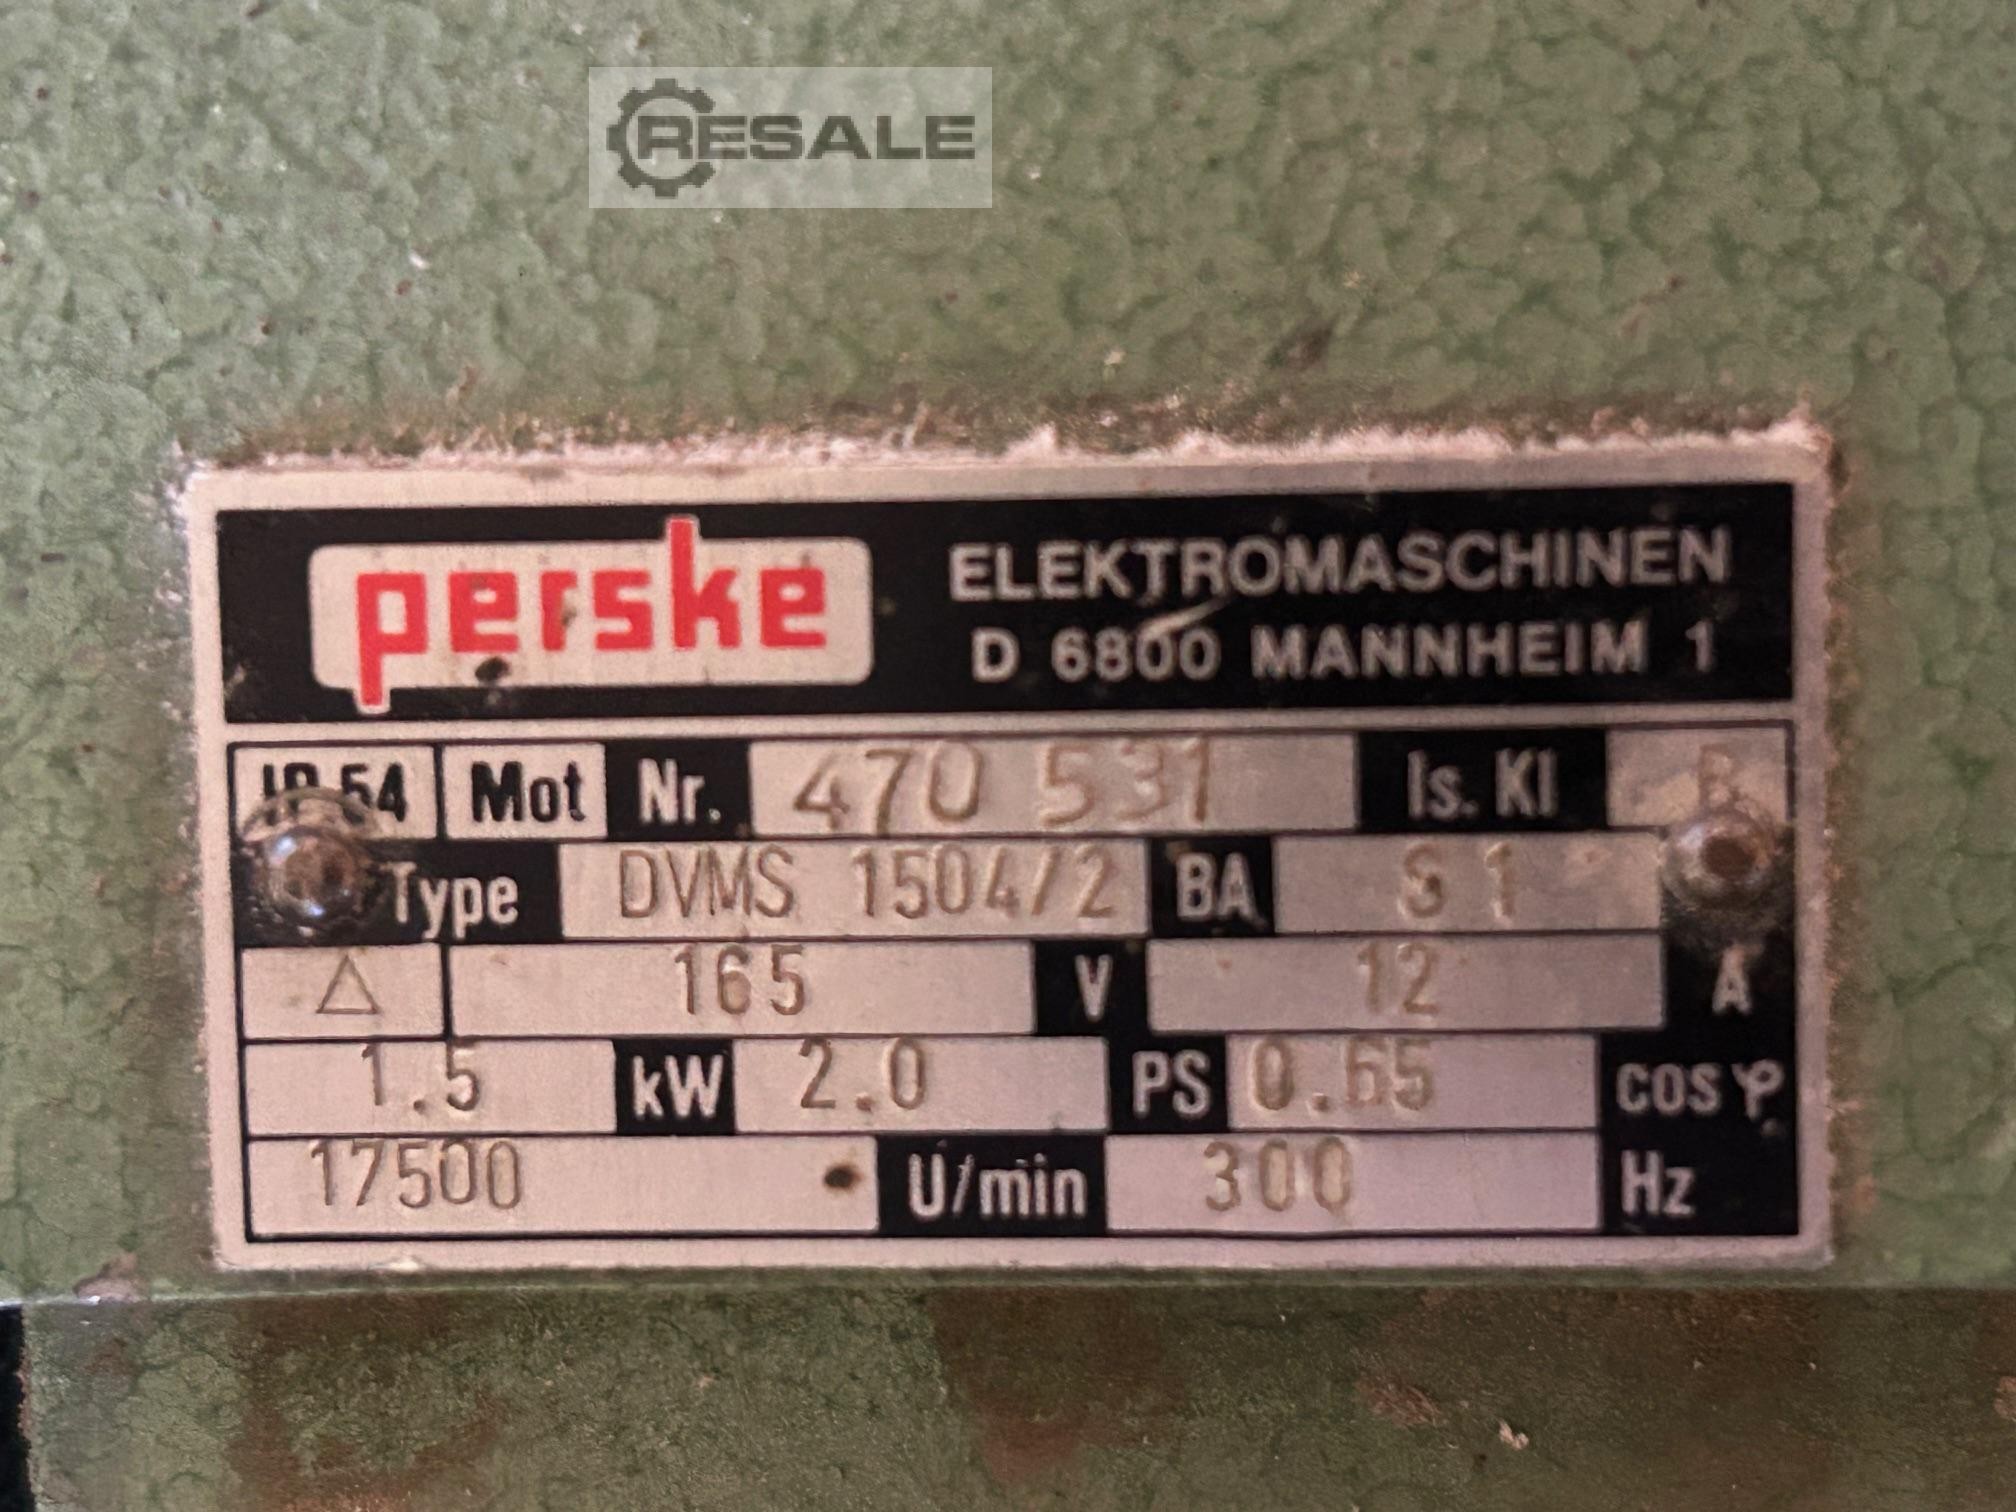 RESALE
perske
ELEKTROMASCHINEN
D 6800 MANNHEIM 1
IP 54 Mot Nr. 470 531 Is. Kl B
Type DVMS 1504/2 BA S 1
△ 165 V 12 A
1.5 kW 2.0 PS 0.65 cos φ
17500 U/min 300 Hz